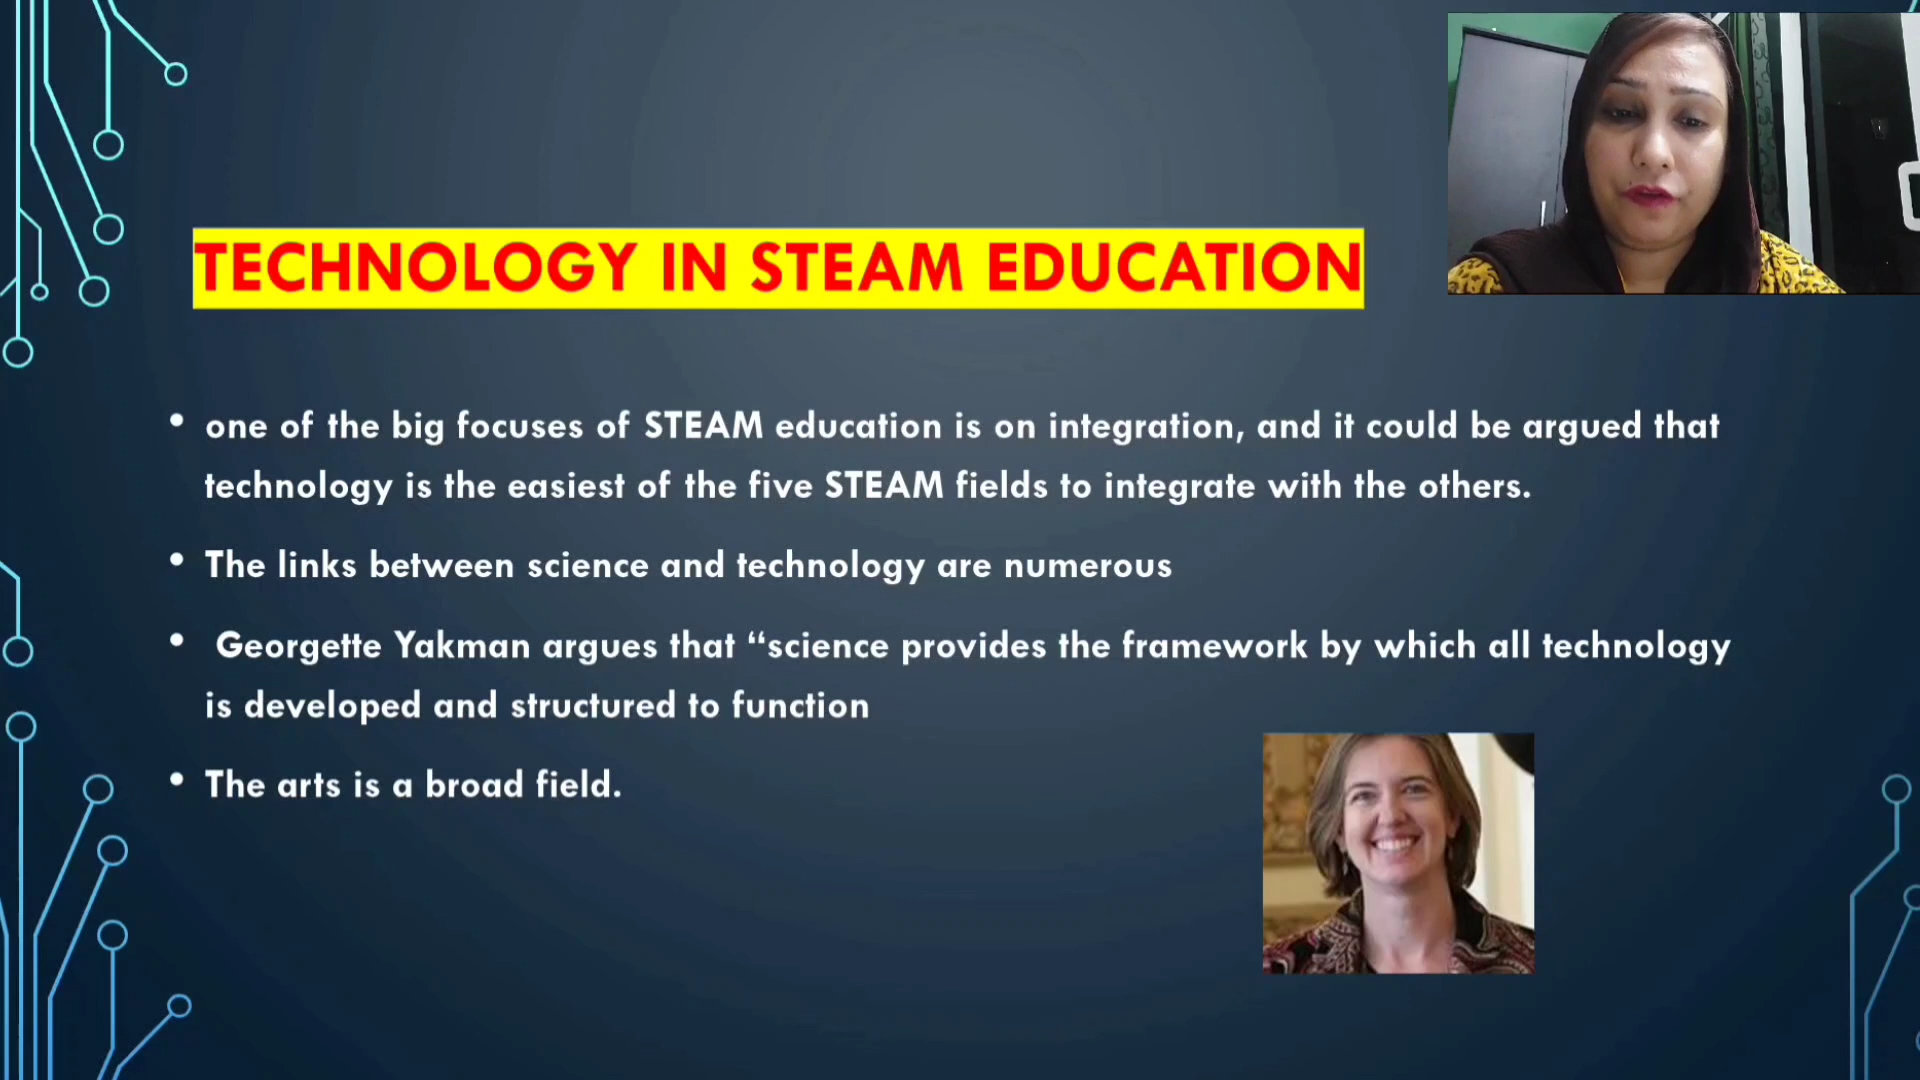 TECHNOLOGY IN STEAM EDUCATION
• one of the big focuses of STEAM education is on integration, and it could be argued that
technology is the easiest of the five STEAM fields to integrate with the others.
• The links between science and technology are numerous
• Georgette Yakman argues that “science provides the framework by which all technology
is developed and structured to function
• The arts is a broad field.